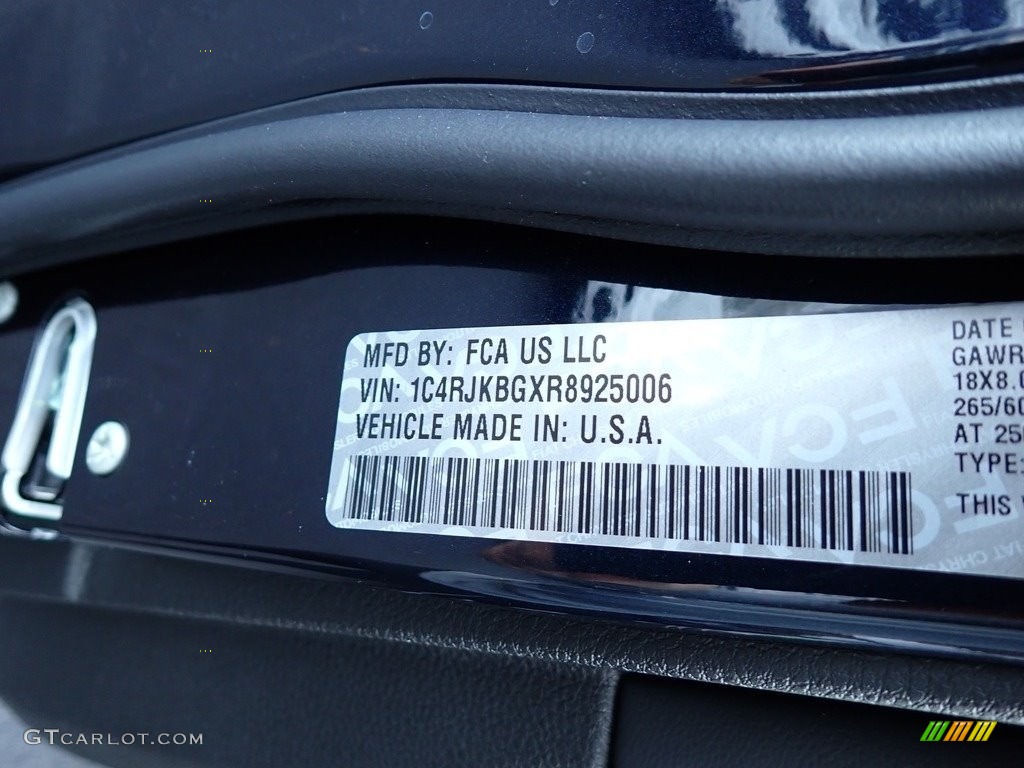 MFD BY: FCA US LLC
VIN: 1C4RJKBGXR8925006
VEHICLE MADE IN: U.S.A.
DATE
GAWR
18X8.0
265/60
AT 250
TYPE:
THIS
GTCARLOT.COM